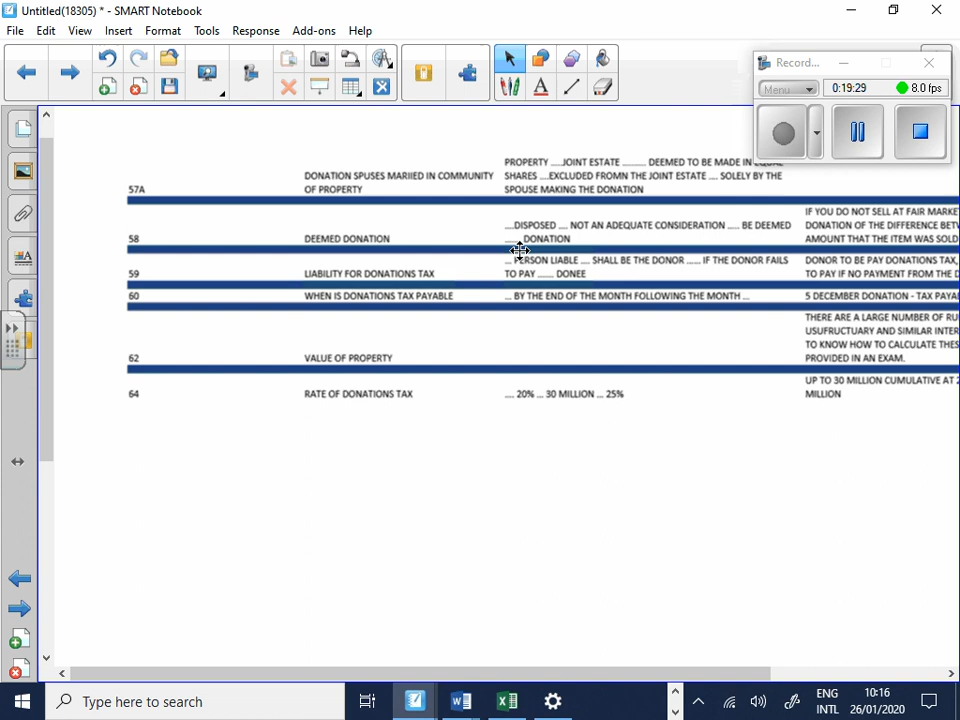 Untitled(18305) * - SMART Notebook
File Edit View Insert Format Tools Response Add-ons Help
Record...
Menu 0:19:29 8.0 fps
PROPERTY .....JOINT ESTATE ........... DEEMED TO BE MADE IN EQUAL
DONATION SPUSES MARIIED IN COMMUNITY SHARES ....EXCLUDED FROMN THE JOINT ESTATE .... SOLELY BY THE
57A OF PROPERTY SPOUSE MAKING THE DONATION
IF YOU DO NOT SELL AT FAIR MARKE
....DISPOSED .... NOT AN ADEQUATE CONSIDERATION ..... BE DEEMED DONATION OF THE DIFFERENCE BET
58 DEEMED DONATION DONATION AMOUNT THAT THE ITEM WAS SOLD
... PERSON LIABLE .... SHALL BE THE DONOR ...... IF THE DONOR FAILS DONOR TO BE PAY DONATIONS TAX,
59 LIABILITY FOR DONATIONS TAX TO PAY ....... DONEE TO PAY IF NO PAYMENT FROM THE D
60 WHEN IS DONATIONS TAX PAYABLE ... BY THE END OF THE MONTH FOLLOWING THE MONTH ... 5 DECEMBER DONATION - TAX PAYA
THERE ARE A LARGE NUMBER OF RU
USUFRUCTUARY AND SIMILAR INTER
TO KNOW HOW TO CALCULATE THES
62 VALUE OF PROPERTY PROVIDED IN AN EXAM.
UP TO 30 MILLION CUMULATIVE AT 2
64 RATE OF DONATIONS TAX .... 20% ... 30 MILLION ... 25% MILLION
Type here to search
ENG 10:16
INTL 26/01/2020